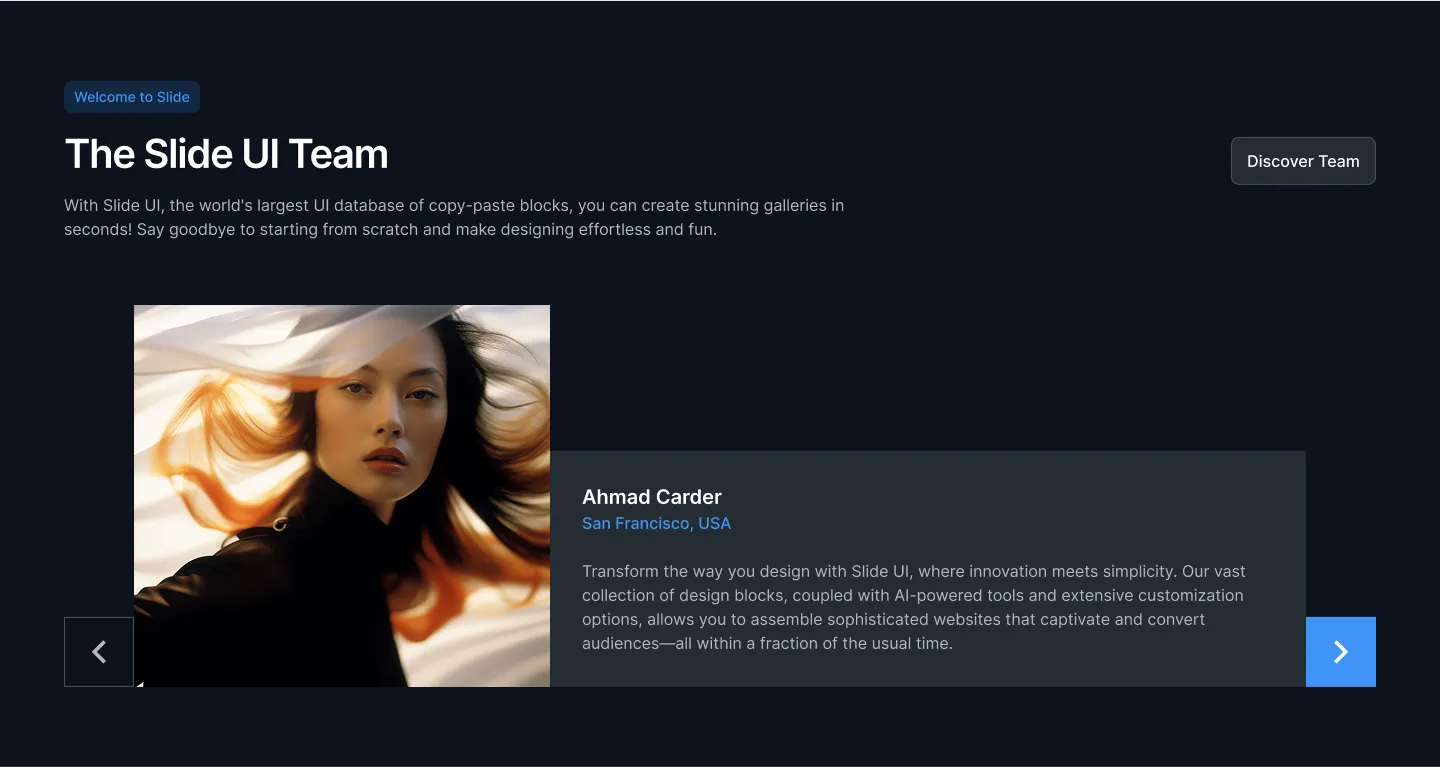 Welcome to Slide
The Slide UI Team
Discover Team
With Slide UI, the world's largest UI database of copy-paste blocks, you can create stunning galleries in
seconds! Say goodbye to starting from scratch and make designing effortless and fun.
Ahmad Carder
San Francisco, USA
Transform the way you design with Slide UI, where innovation meets simplicity. Our vast
collection of design blocks, coupled with AI-powered tools and extensive customization
options, allows you to assemble sophisticated websites that captivate and convert
audiences—all within a fraction of the usual time.